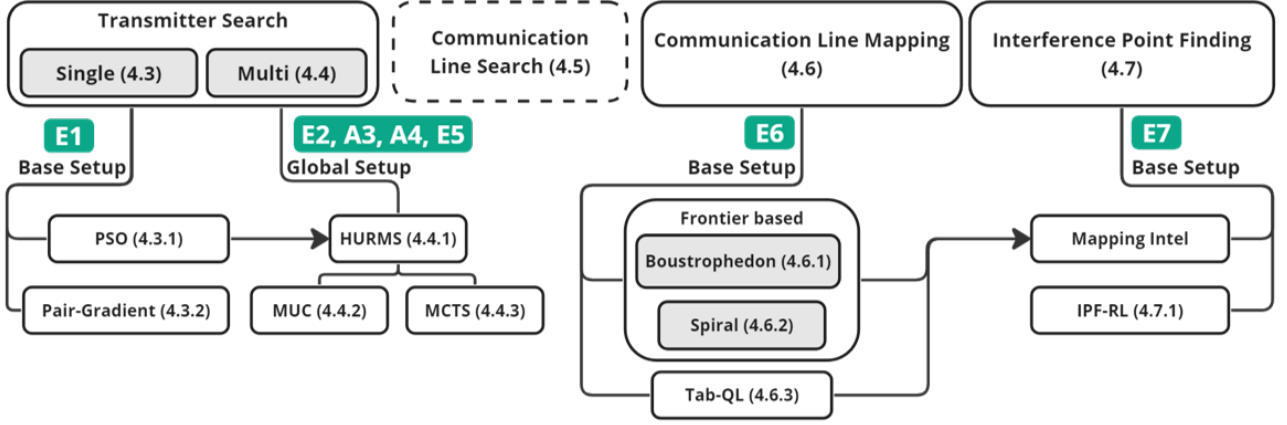 Transmitter Search
Single (4.3)
Multi (4.4)
Communication
Line Search (4.5)
Communication Line Mapping
(4.6)
Interference Point Finding
(4.7)
E1
Base Setup
E2, A3, A4, E5
Global Setup
E6
Base Setup
E7
Base Setup
PSO (4.3.1)
HURMS (4.4.1)
Pair-Gradient (4.3.2)
MUC (4.4.2)
MCTS (4.4.3)
Frontier based
Boustrophedon (4.6.1)
Spiral (4.6.2)
Tab-QL (4.6.3)
Mapping Intel
IPF-RL (4.7.1)